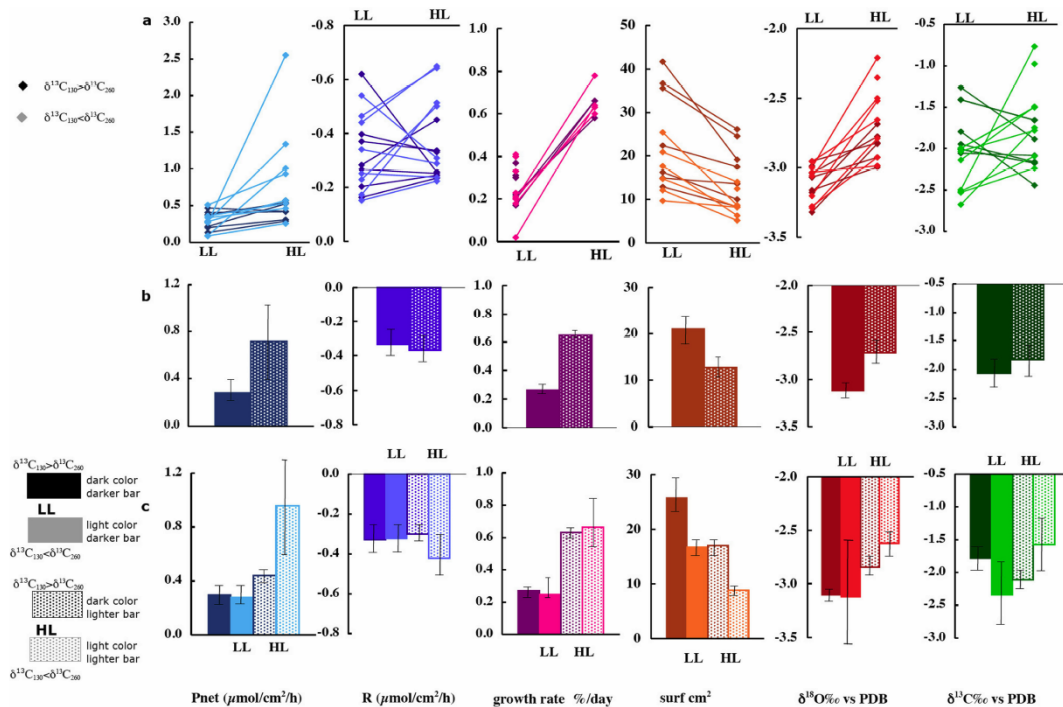 a
LL HL
LL HL
LL HL
LL HL
LL HL
LL HL
δ¹³C₁₃₀>δ¹³C₂₆₀
δ¹³C₁₃₀<δ¹³C₂₆₀
3.0 2.5 2.0 1.5 1.0 0.5 0.0
-0.8 -0.6 -0.4 -0.2 -0.0
1.0 0.8 0.6 0.4 0.2 0.0
50 40 30 20 10 0
-2.0 -2.5 -3.0 -3.5
-0.5 -1.0 -1.5 -2.0 -2.5 -3.0
b
1.2 0.8 0.4 0.0
0.0 -0.2 -0.4 -0.6 -0.8
1.0 0.8 0.6 0.4 0.2 0.0
30 20 10 0
-2.0 -2.5 -3.0 -3.5
-0.5 -1.0 -1.5 -2.0 -2.5 -3.0
c
δ¹³C₁₃₀>δ¹³C₂₆₀
dark color
darker bar
LL
light color
darker bar
δ¹³C₁₃₀<δ¹³C₂₆₀
δ¹³C₁₃₀>δ¹³C₂₆₀
dark color
lighter bar
HL
light color
lighter bar
δ¹³C₁₃₀<δ¹³C₂₆₀
1.2 0.8 0.4 0.0
LL HL
0.0 -0.2 -0.4 -0.6 -0.8
LL HL
1.0 0.8 0.6 0.4 0.2 0.0
LL HL
30 20 10 0
LL HL
-2.0 -2.5 -3.0 -3.5
LL HL
-0.5 -1.0 -1.5 -2.0 -2.5 -3.0
LL HL
Pnet (µmol/cm²/h)
R (µmol/cm²/h)
growth rate %/day
surf cm²
δ¹⁸O‰ vs PDB
δ¹³C‰ vs PDB